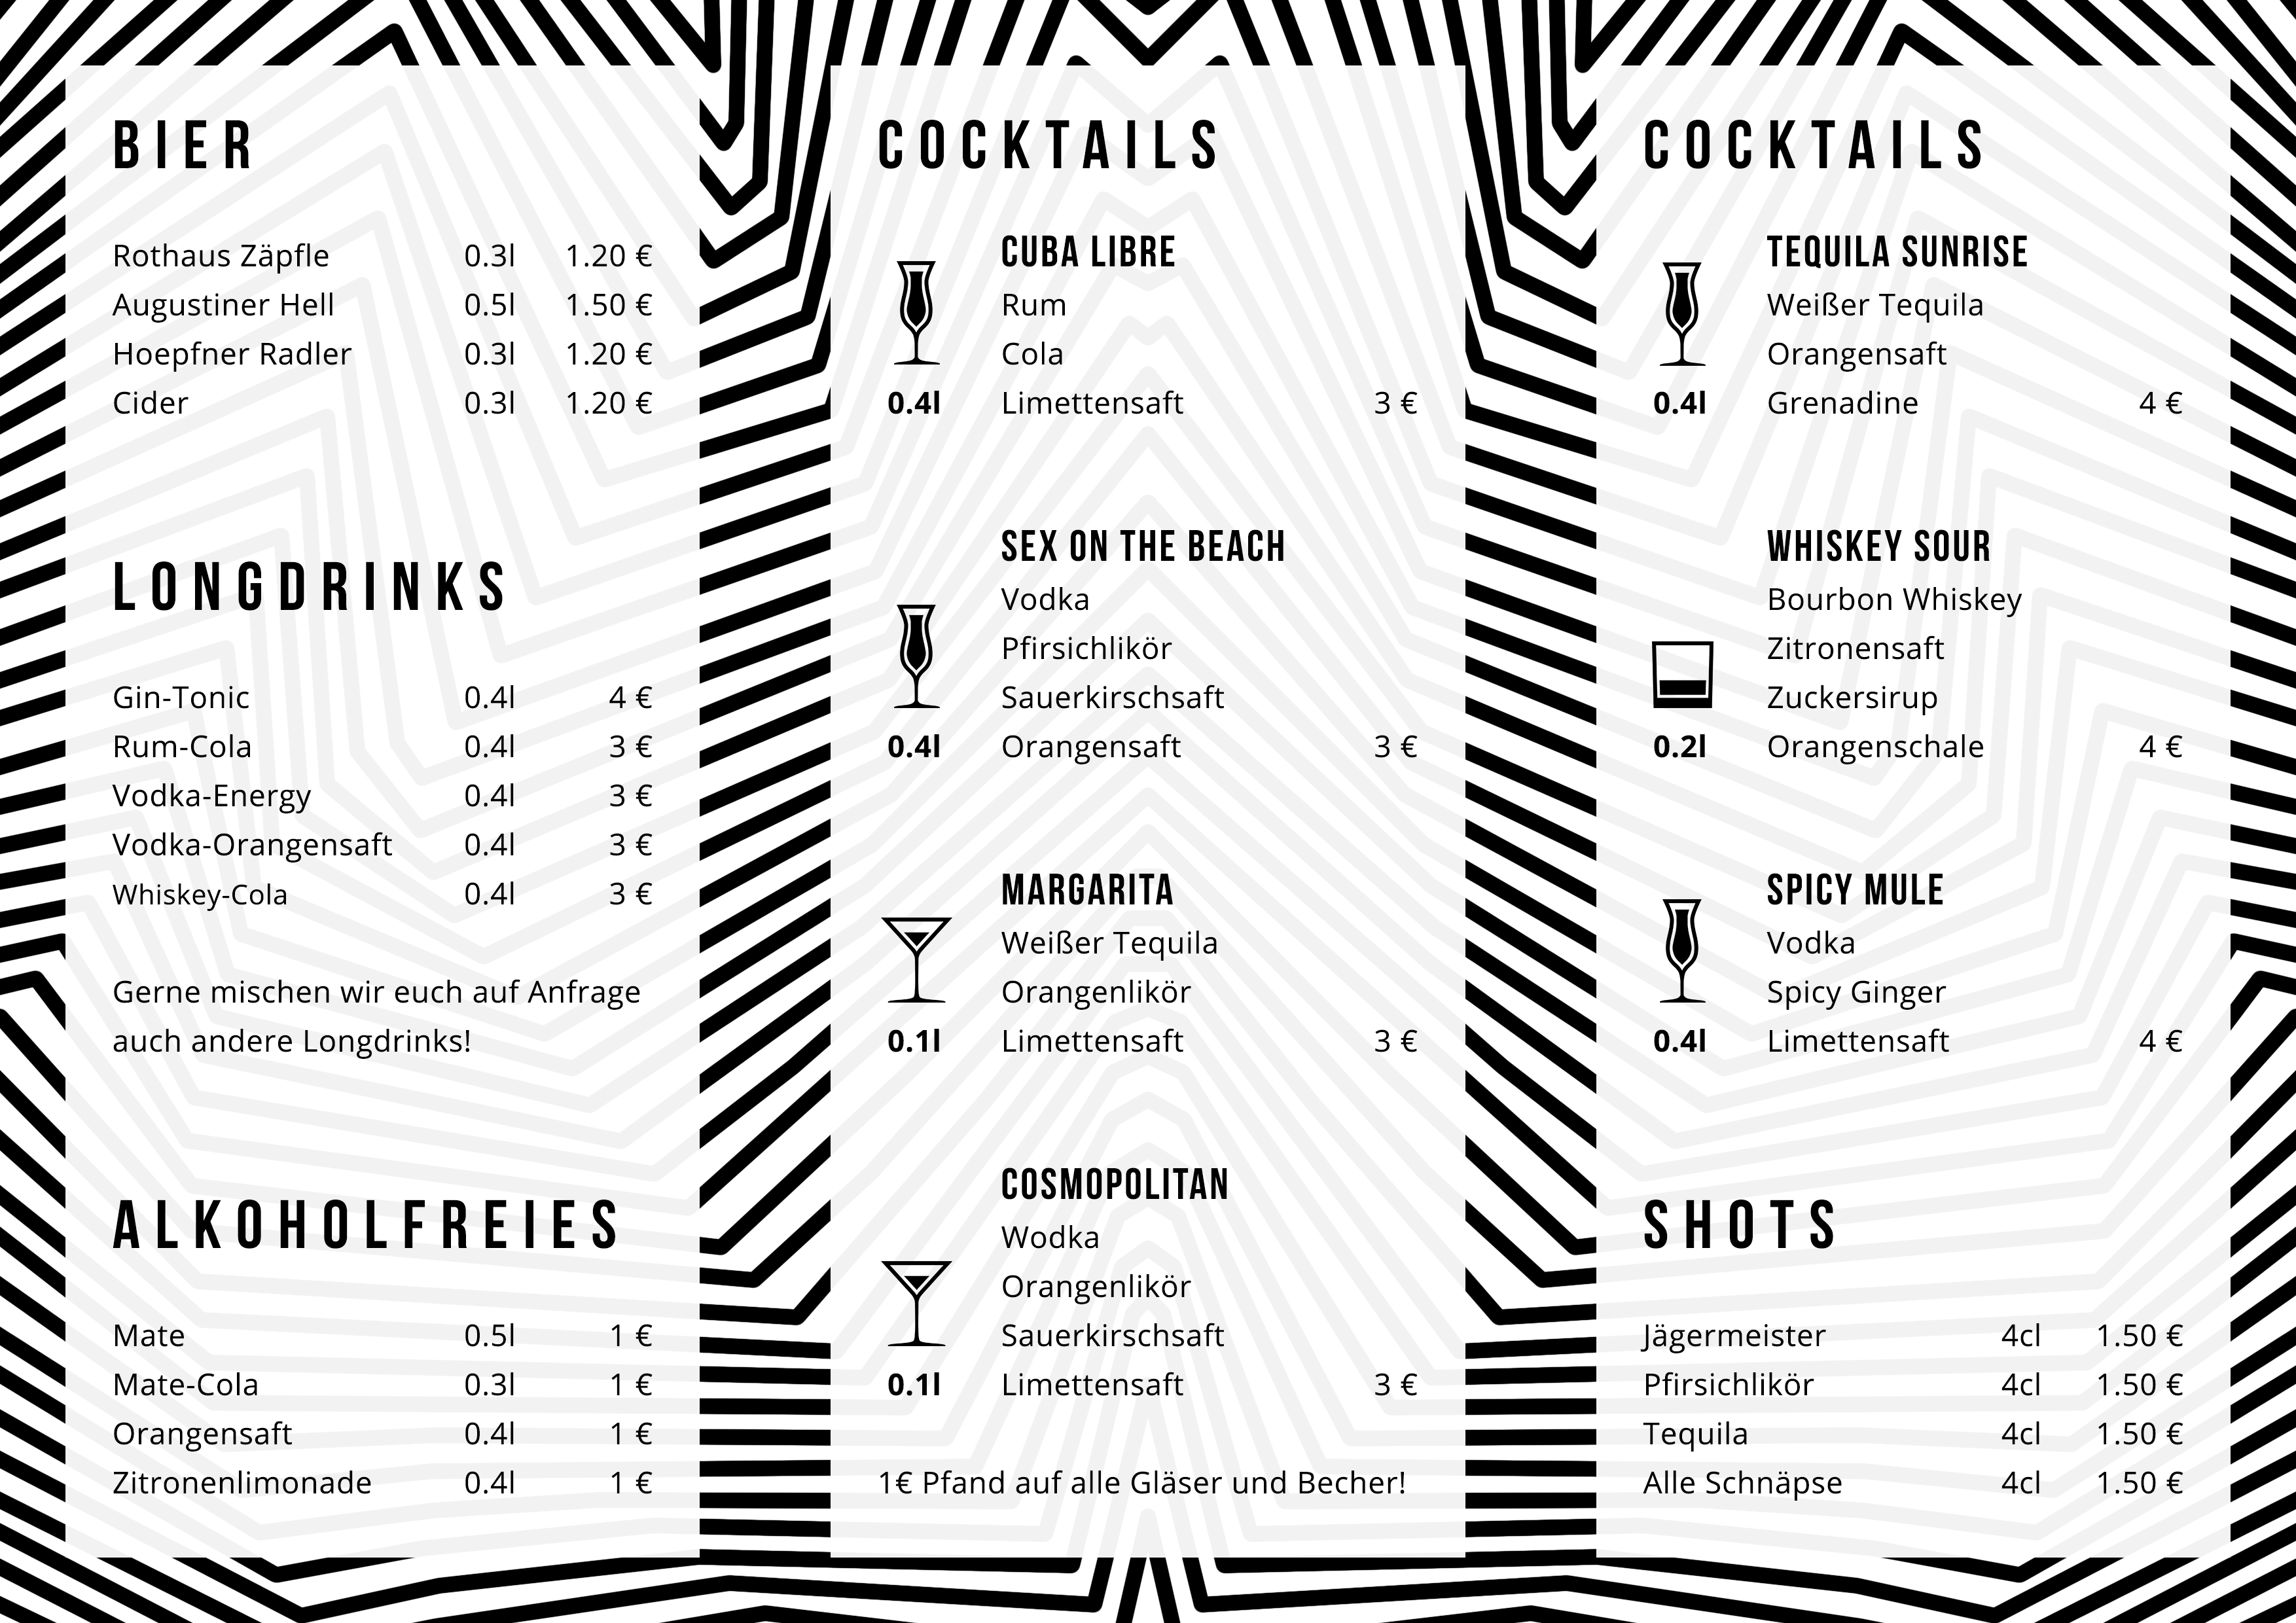 BIER
Rothaus Zäpfle 0.3l 1.20 €
Augustiner Hell 0.5l 1.50 €
Hoepfner Radler 0.3l 1.20 €
Cider 0.3l 1.20 €
LONGDRINKS
Gin-Tonic 0.4l 4 €
Rum-Cola 0.4l 3 €
Vodka-Energy 0.4l 3 €
Vodka-Orangensaft 0.4l 3 €
Whiskey-Cola 0.4l 3 €
Gerne mischen wir euch auf Anfrage
auch andere Longdrinks!
ALKOHOLFREIES
Mate 0.5l 1 €
Mate-Cola 0.3l 1 €
Orangensaft 0.4l 1 €
Zitronenlimonade 0.4l 1 €
COCKTAILS
CUBA LIBRE
Rum
Cola
0.4l Limettensaft 3 €
SEX ON THE BEACH
Vodka
Pfirsichlikör
Sauerkirschsaft
0.4l Orangensaft 3 €
MARGARITA
Weißer Tequila
Orangenlikör
0.1l Limettensaft 3 €
COSMOPOLITAN
Wodka
Orangenlikör
Sauerkirschsaft
0.1l Limettensaft 3 €
1€ Pfand auf alle Gläser und Becher!
COCKTAILS
TEQUILA SUNRISE
Weißer Tequila
Orangensaft
0.4l Grenadine 4 €
WHISKEY SOUR
Bourbon Whiskey
Zitronensaft
Zuckersirup
0.2l Orangenschale 4 €
SPICY MULE
Vodka
Spicy Ginger
0.4l Limettensaft 4 €
SHOTS
Jägermeister 4cl 1.50 €
Pfirsichlikör 4cl 1.50 €
Tequila 4cl 1.50 €
Alle Schnäpse 4cl 1.50 €